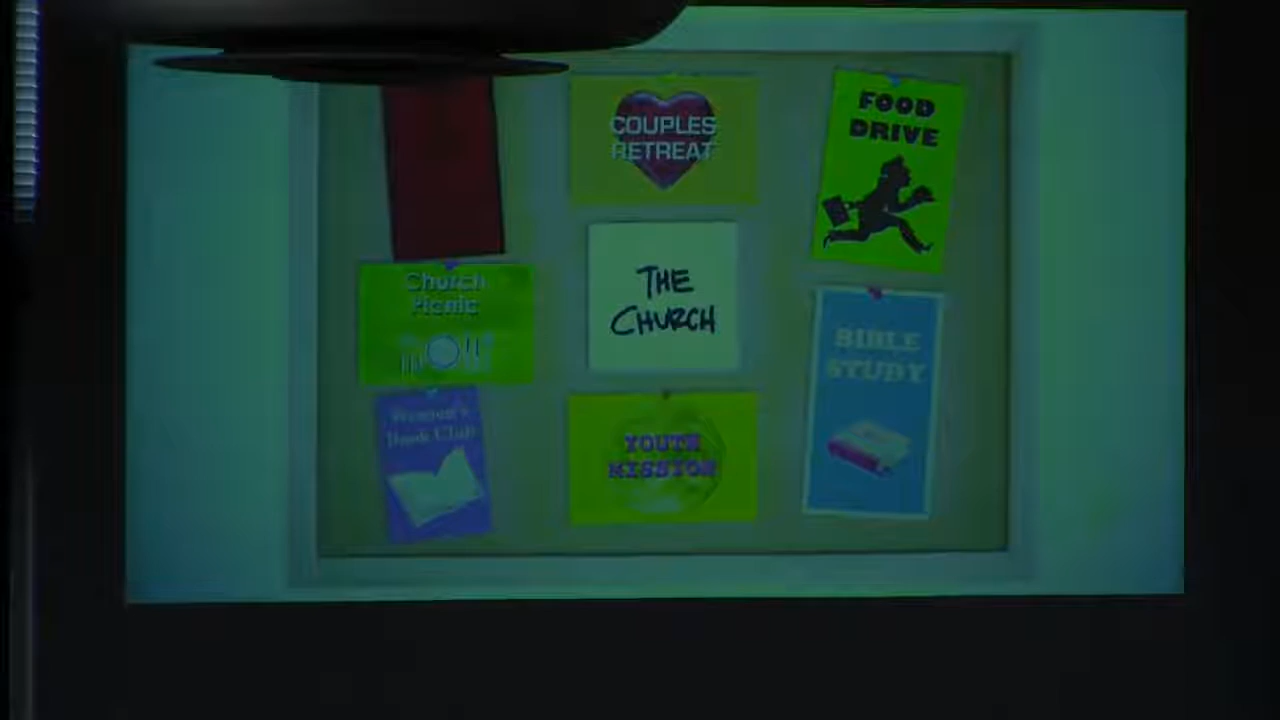 COUPLES
RETREAT
FOOD
DRIVE
Church
Picnic
THE
CHURCH
BIBLE
STUDY
Women's
Book Club
YOUTH
MISSION